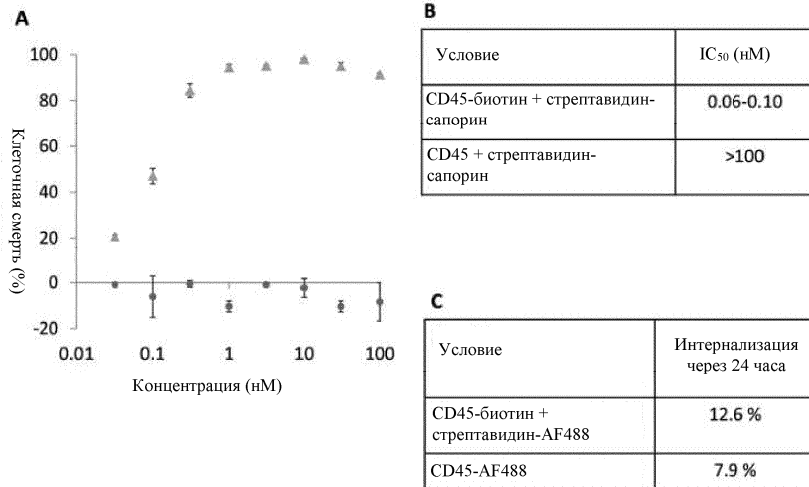 A
100
80
60
40
20
0
-20
Клеточная смерть (%)
0.01
0.1
1
10
100
Концентрация (нМ)
B
Условие
IC50 (нМ)
CD45-биотин + стрептавидин-
сапорин
0.06-0.10
CD45 + стрептавидин-
сапорин
>100
C
Условие
Интернализация
через 24 часа
CD45-биотин +
стрептавидин-AF488
12.6 %
CD45-AF488
7.9 %